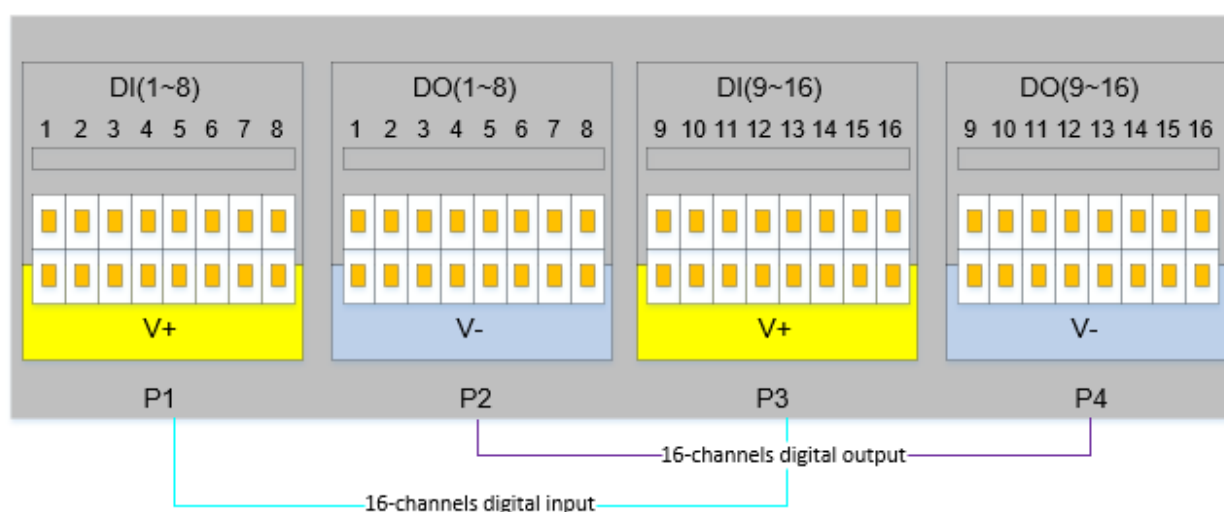 DI(1~8) DO(1~8) DI(9~16) DO(9~16)
1 2 3 4 5 6 7 8 1 2 3 4 5 6 7 8 9 10 11 12 13 14 15 16 9 10 11 12 13 14 15 16
V+ V- V+ V-
P1 P2 P3 P4
16-channels digital output
16-channels digital input